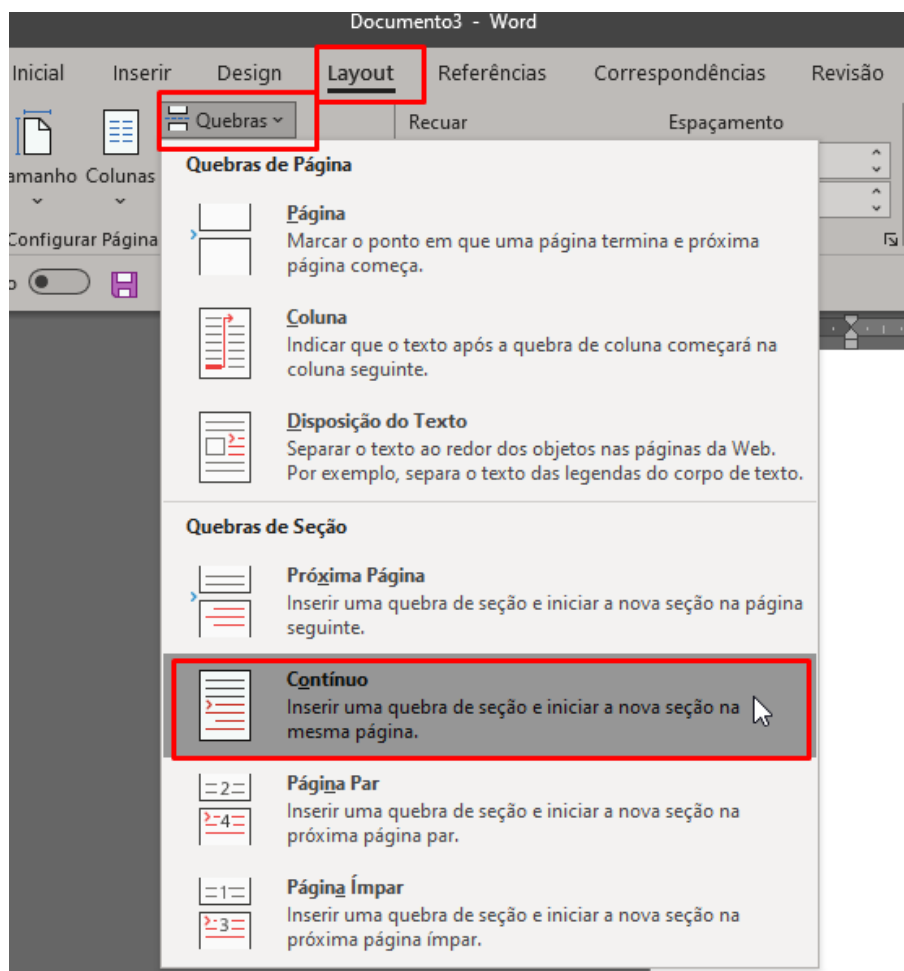 Documento3 - Word
Inicial Inserir Design Layout Referências Correspondências Revisão
Quebras Recuar Espaçamento
amanho Colunas
Configurar Página
Quebras de Página
Página
Marcar o ponto em que uma página termina e próxima
página começa.
Coluna
Indicar que o texto após a quebra de coluna começará na
coluna seguinte.
Disposição do Texto
Separar o texto ao redor dos objetos nas páginas da Web.
Por exemplo, separa o texto das legendas do corpo de texto.
Quebras de Seção
Próxima Página
Inserir uma quebra de seção e iniciar a nova seção na página
seguinte.
Contínuo
Inserir uma quebra de seção e iniciar a nova seção na
mesma página.
=2=
=4=
Página Par
Inserir uma quebra de seção e iniciar a nova seção na
próxima página par.
=1=
=3=
Página Ímpar
Inserir uma quebra de seção e iniciar a nova seção na
próxima página ímpar.